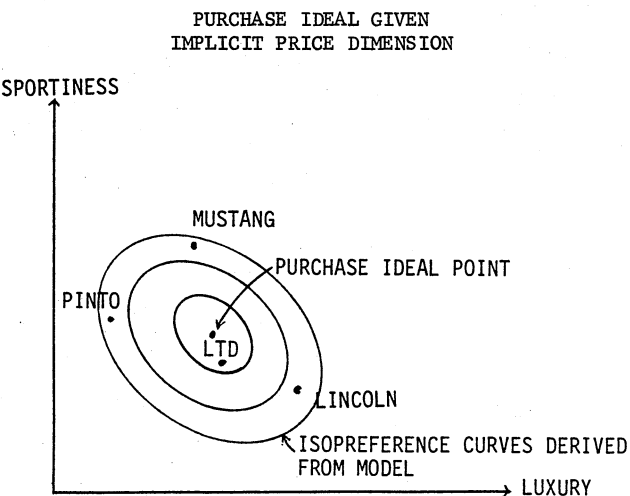 PURCHASE IDEAL GIVEN
IMPLICIT PRICE DIMENSION
SPORTINESS
MUSTANG
PURCHASE IDEAL POINT
PINTO
LTD
LINCOLN
ISOPREFERENCE CURVES DERIVED
FROM MODEL
LUXURY